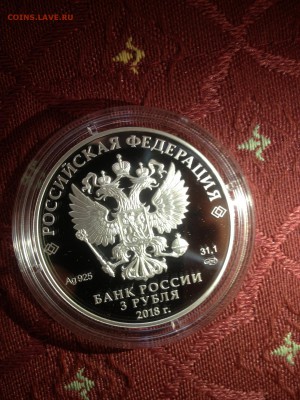 COINS.LAVE.RU
РОССИЙСКАЯ ФЕДЕРАЦИЯ
Ag 925
31,1
БАНК РОССИИ
3 РУБЛЯ
2018 г.